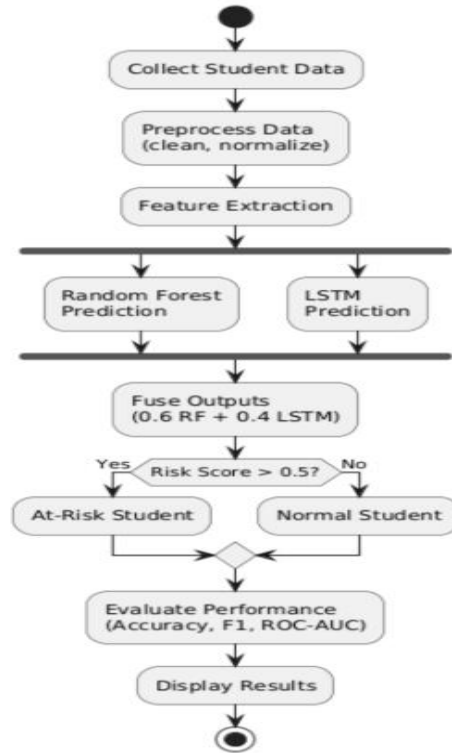 Collect Student Data
Preprocess Data
(clean, normalize)
Feature Extraction
Random Forest
Prediction
LSTM
Prediction
Fuse Outputs
(0.6 RF + 0.4 LSTM)
Yes
Risk Score > 0.5?
No
At-Risk Student
Normal Student
Evaluate Performance
(Accuracy, F1, ROC-AUC)
Display Results